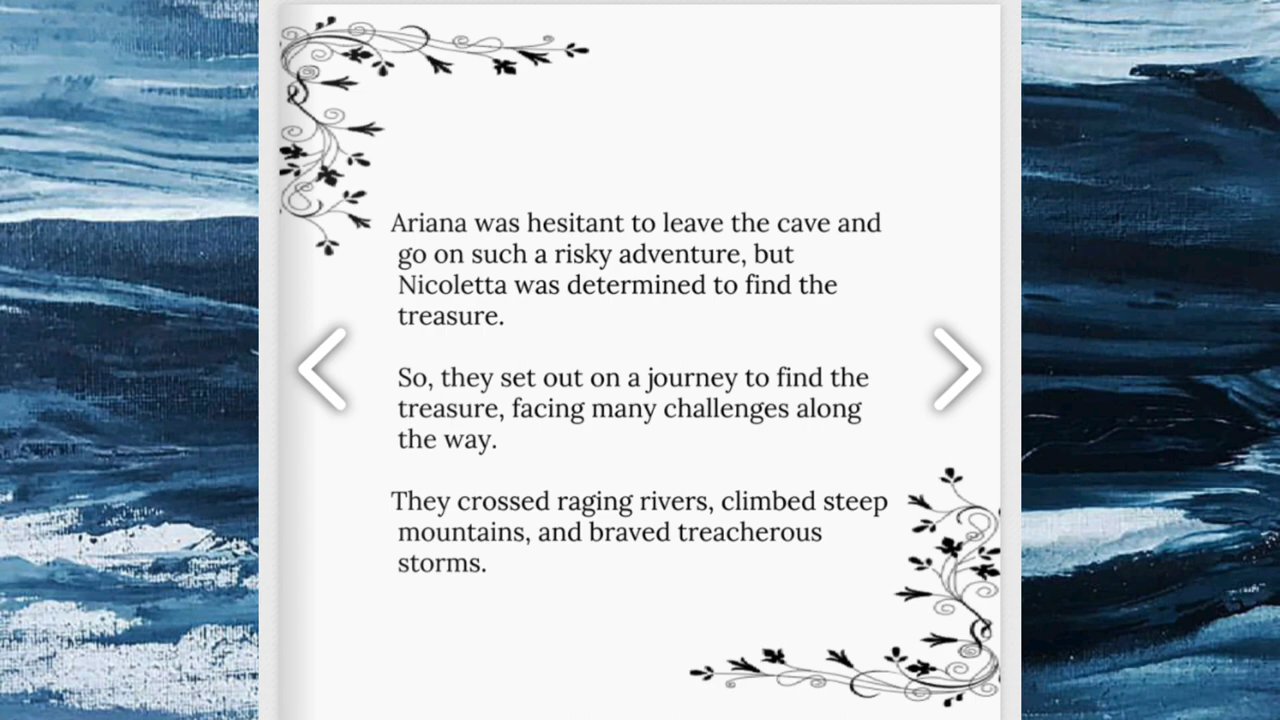 Ariana was hesitant to leave the cave and
go on such a risky adventure, but
Nicoletta was determined to find the
treasure.
So, they set out on a journey to find the
treasure, facing many challenges along
the way.
They crossed raging rivers, climbed steep
mountains, and braved treacherous
storms.